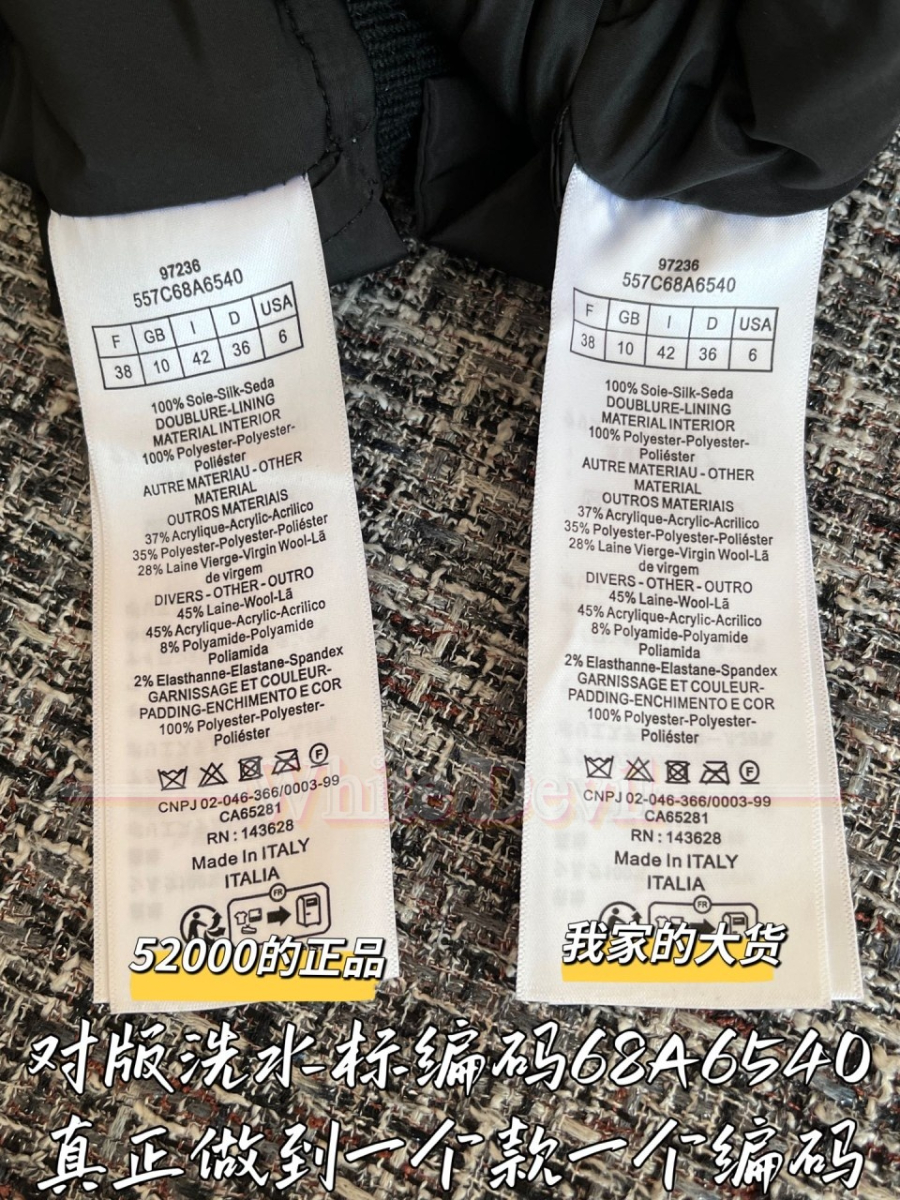 97236
557C68A6540
F GB I D USA
38 10 42 36 6
100% Soie-Silk-Seda
DOUBLURE-LINING
MATERIAL INTERIOR
100% Polyester-Polyester-
Poliéster
AUTRE MATERIAU - OTHER
MATERIAL
OUTROS MATERIAIS
37% Acrylique-Acrylic-Acrilico
35% Polyester-Polyester-Poliéster
28% Laine Vierge-Virgin Wool-Lã
de virgem
DIVERS - OTHER - OUTRO
45% Laine-Wool-Lã
45% Acrylique-Acrylic-Acrilico
8% Polyamide-Polyamide
Poliamida
2% Elasthanne-Elastane-Spandex
GARNISSAGE ET COULEUR-
PADDING-ENCHIMENTO E COR
100% Polyester-Polyester-
Poliéster
F
CNPJ 02-046-366/0003-99
CA65281
RN : 143628
Made In ITALY
ITALIA
FR
52000的正品
97236
557C68A6540
F GB I D USA
38 10 42 36 6
100% Soie-Silk-Seda
DOUBLURE-LINING
MATERIAL INTERIOR
100% Polyester-Polyester-
Poliéster
AUTRE MATERIAU - OTHER
MATERIAL
OUTROS MATERIAIS
37% Acrylique-Acrylic-Acrilico
35% Polyester-Polyester-Poliéster
28% Laine Vierge-Virgin Wool-Lã
de virgem
DIVERS - OTHER - OUTRO
45% Laine-Wool-Lã
45% Acrylique-Acrylic-Acrilico
8% Polyamide-Polyamide
Poliamida
2% Elasthanne-Elastane-Spandex
GARNISSAGE ET COULEUR-
PADDING-ENCHIMENTO E COR
100% Polyester-Polyester-
Poliéster
F
CNPJ 02-046-366/0003-99
CA65281
RN : 143628
Made In ITALY
ITALIA
FR
我家的大货
White Devil
对版洗水标编码68A6540
真正做到一个款一个编码